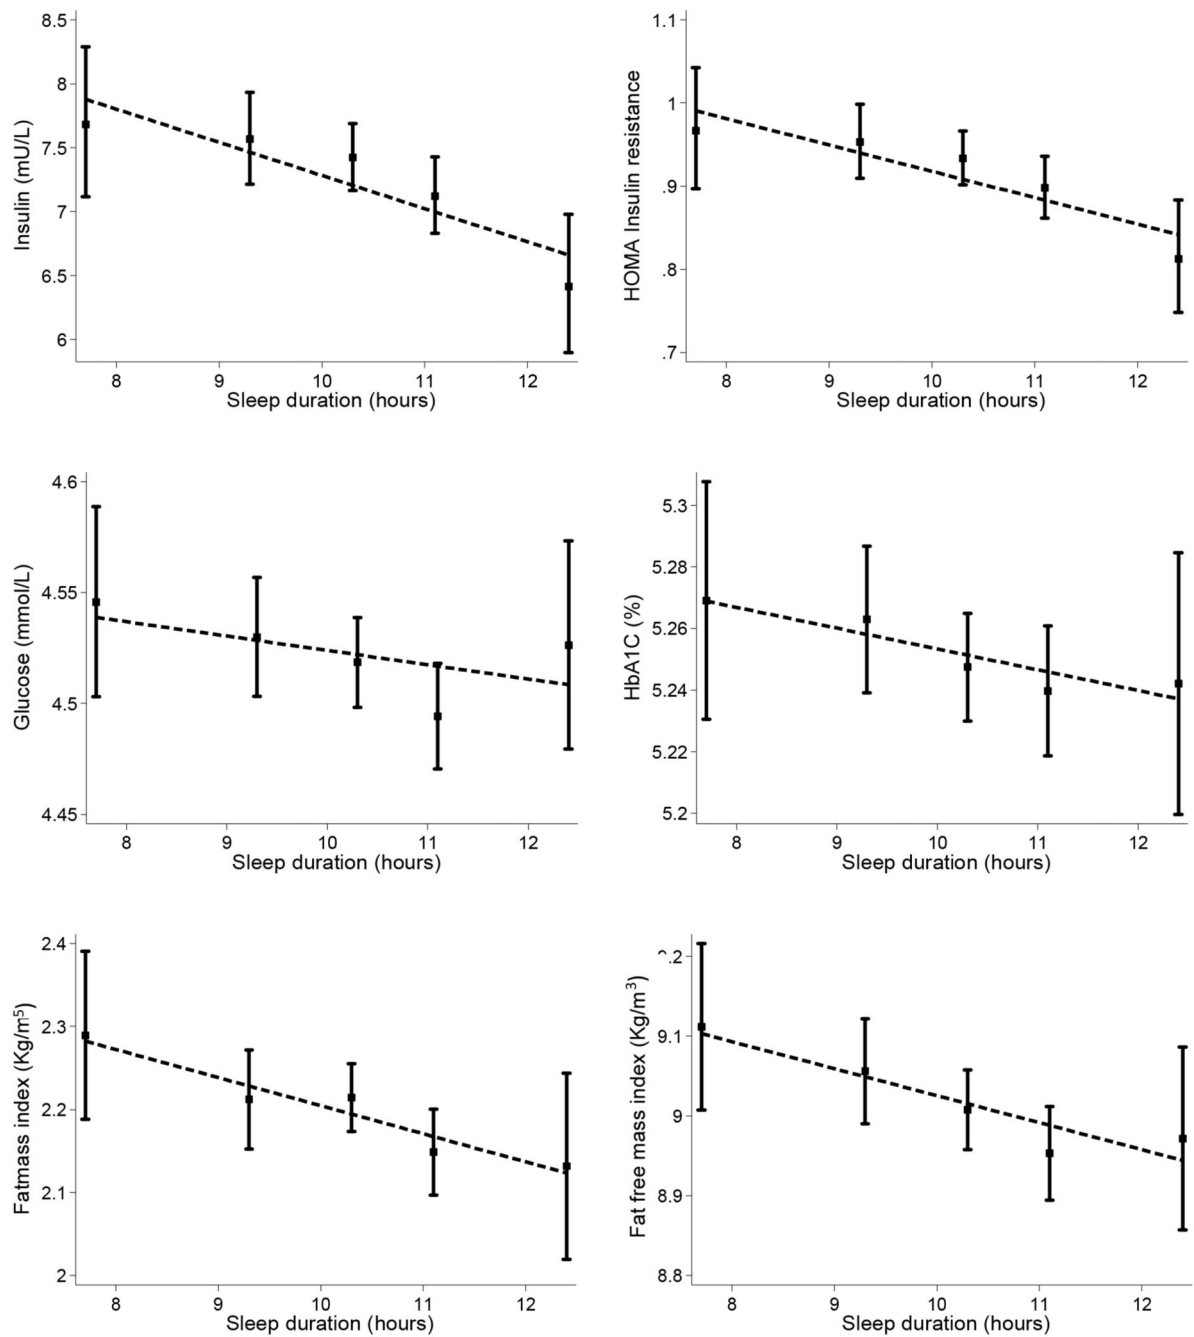 Insulin (mU/L)
8.5
8
7.5
7
6.5
6
8 9 10 11 12
Sleep duration (hours)
HOMA Insulin resistance
1.1
1
.9
.8
.7
8 9 10 11 12
Sleep duration (hours)
Glucose (mmol/L)
4.6
4.55
4.5
4.45
8 9 10 11 12
Sleep duration (hours)
HbA1C (%)
5.3
5.28
5.26
5.24
5.22
5.2
8 9 10 11 12
Sleep duration (hours)
Fatmass index (Kg/m⁵)
2.4
2.3
2.2
2.1
2
8 9 10 11 12
Sleep duration (hours)
Fat free mass index (Kg/m³)
.2
9.1
9
8.9
8.8
8 9 10 11 12
Sleep duration (hours)